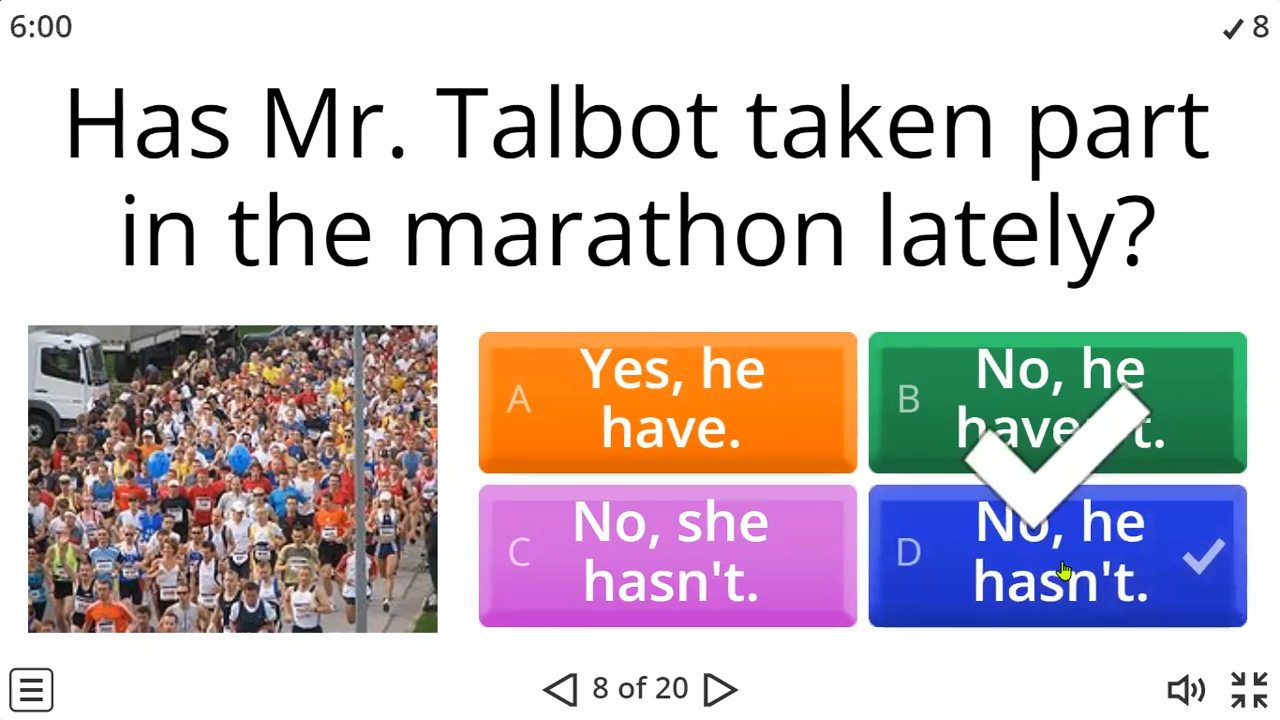 6:00
8
Has Mr. Talbot taken part
in the marathon lately?
A
Yes, he
have.
B
No, he
C
No, she
hasn't.
D
No, he
hasn't.
8 of 20